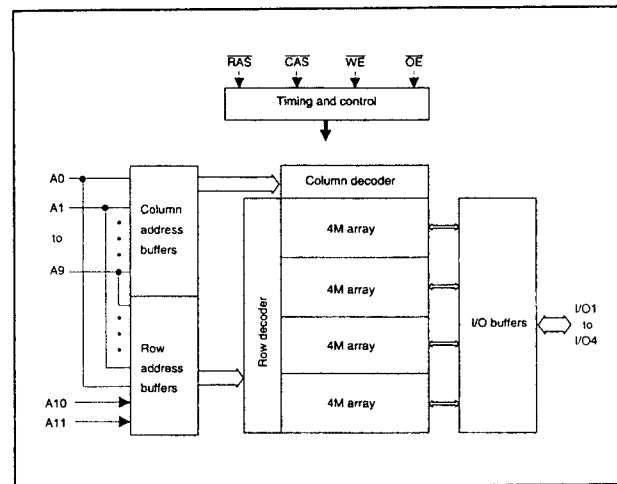 RAS CAS WE OE
Timing and control
A0
A1
to
A9
A10
A11
Column
address
buffers
Row
address
buffers
Column decoder
Row decoder
4M array
4M array
4M array
4M array
I/O buffers
I/O1
to
I/O4